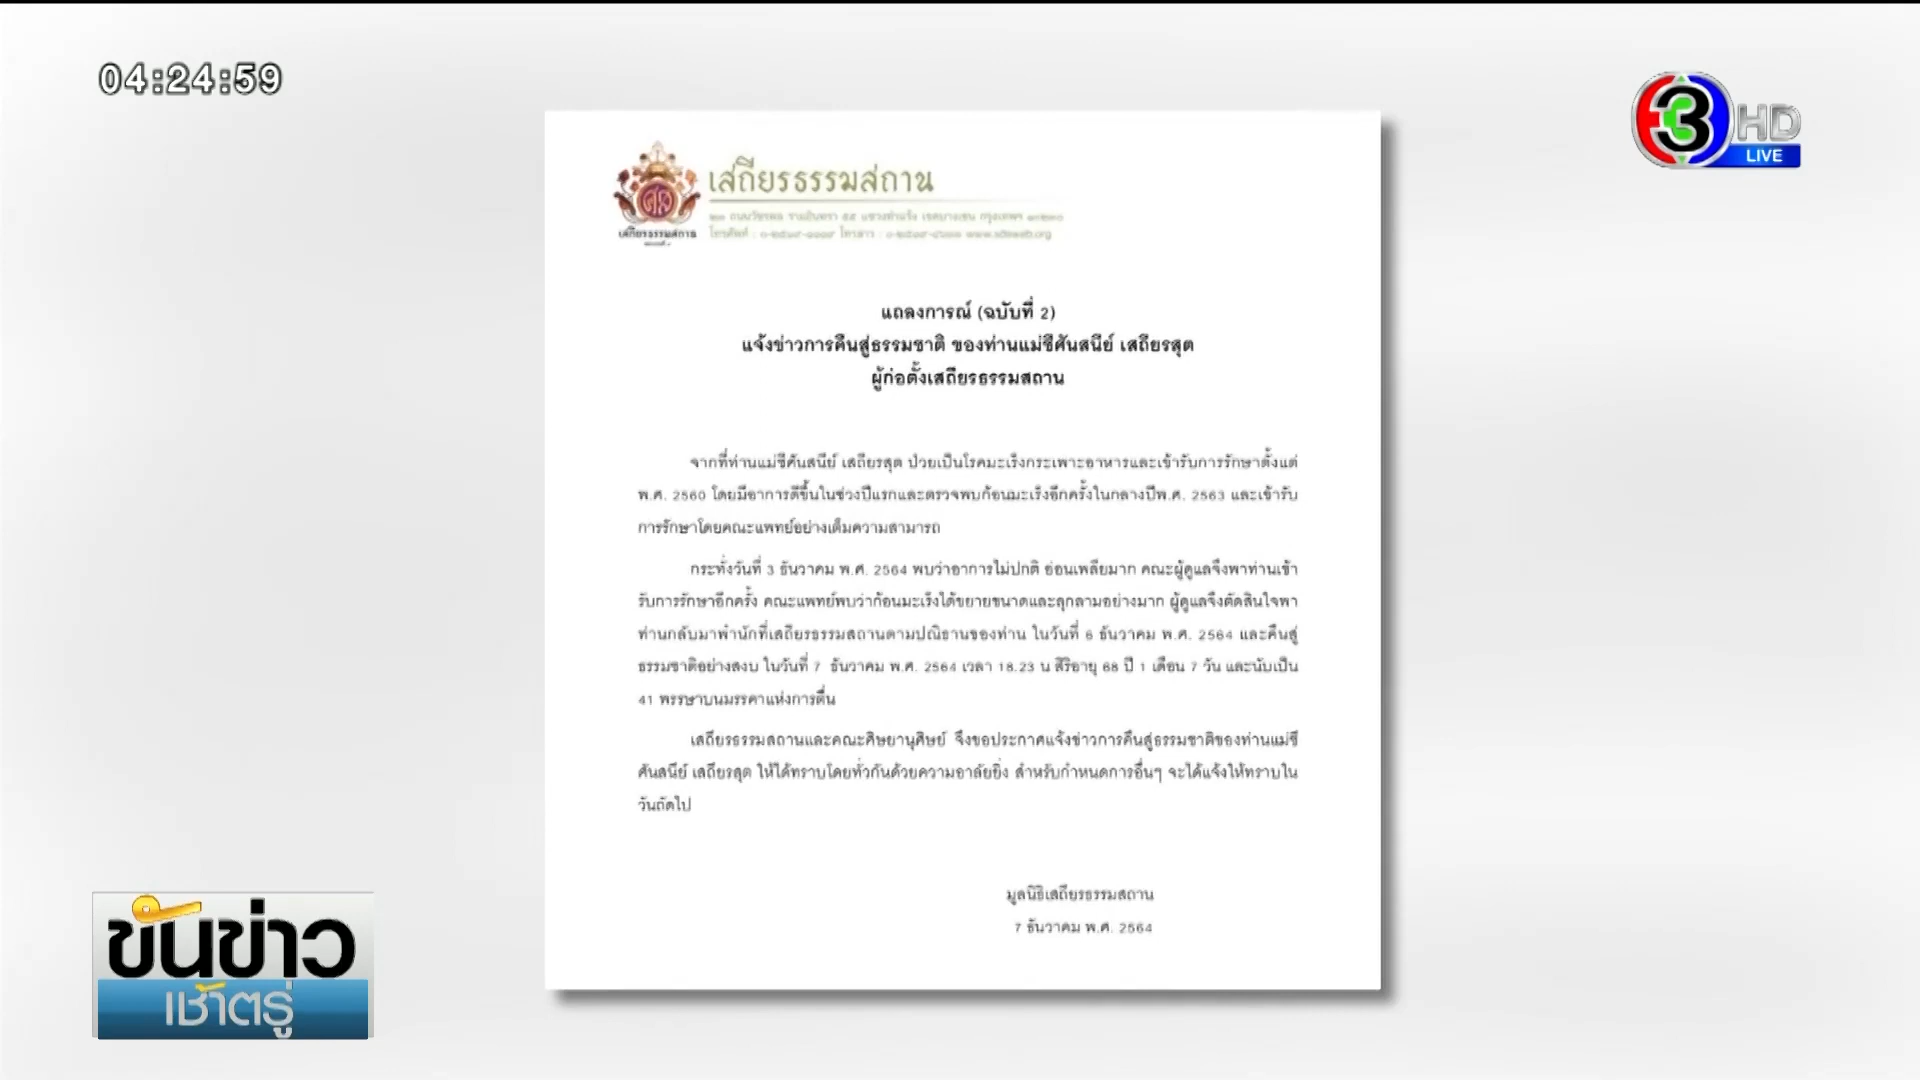 04:24:59
3 HD
LIVE
เสถียรธรรมสถาน
เสถียรธรรมสถาน
แถลงการณ์ (ฉบับที่ 2)
แจ้งข่าวการคืนสู่ธรรมชาติ ของท่านแม่ชีศันสนีย์ เสถียรสุต
ผู้ก่อตั้งเสถียรธรรมสถาน
จากที่ท่านแม่ชีศันสนีย์ เสถียรสุต ป่วยเป็นโรคมะเร็งกระเพาะอาหารและเข้ารับการรักษาตั้งแต่
พ.ศ. 2560 โดยมีอาการดีขึ้นในช่วงปีแรกและตรวจพบก้อนมะเร็งอีกครั้งในกลางปีพ.ศ. 2563 และเข้ารับ
การรักษาโดยคณะแพทย์อย่างเต็มความสามารถ
กระทั่งวันที่ 3 ธันวาคม พ.ศ. 2564 พบว่าอาการไม่ปกติ อ่อนเพลียมาก คณะผู้ดูแลจึงพาท่านเข้า
รับการรักษาอีกครั้ง คณะแพทย์พบว่าก้อนมะเร็งได้ขยายขนาดและลุกลามอย่างมาก ผู้ดูแลจึงตัดสินใจพา
ท่านกลับมาพำนักที่เสถียรธรรมสถานตามปณิธานของท่าน ในวันที่ 6 ธันวาคม พ.ศ. 2564 และคืนสู่
ธรรมชาติอย่างสงบ ในวันที่ 7 ธันวาคม พ.ศ. 2564 เวลา 18.23 น สิริอายุ 68 ปี 1 เดือน 7 วัน และนับเป็น
41 พรรษาบนมรรคาแห่งการตื่น
เสถียรธรรมสถานและคณะศิษยานุศิษย์ จึงขอประกาศแจ้งข่าวการคืนสู่ธรรมชาติของท่านแม่ชี
ศันสนีย์ เสถียรสุต ให้ได้ทราบโดยทั่วกันด้วยความอาลัยยิ่ง สำหรับกำหนดการอื่นๆ จะได้แจ้งให้ทราบใน
วันถัดไป
มูลนิธิเสถียรธรรมสถาน
7 ธันวาคม พ.ศ. 2564
ขันข่าว
เช้าตรู่